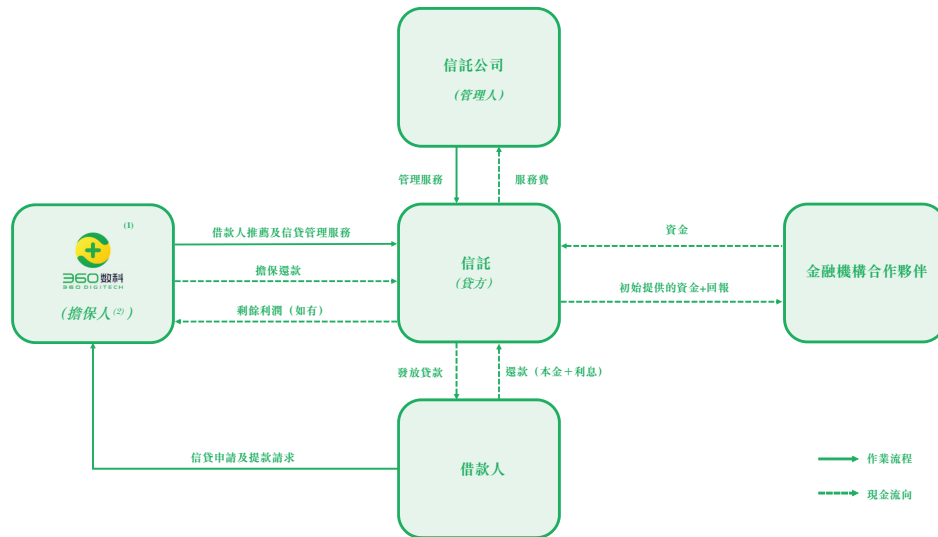 信託公司
(管理人)
管理服務
服務費
(1)
360数科
360 DIGITECH
(擔保人(2))
借款人推薦及信貸管理服務
擔保還款
剩餘利潤(如有)
信託
(貸方)
資金
初始提供的資金+回報
金融機構合作夥伴
發放貸款
還款(本金+利息)
信貸申請及提款請求
借款人
作業流程
現金流向